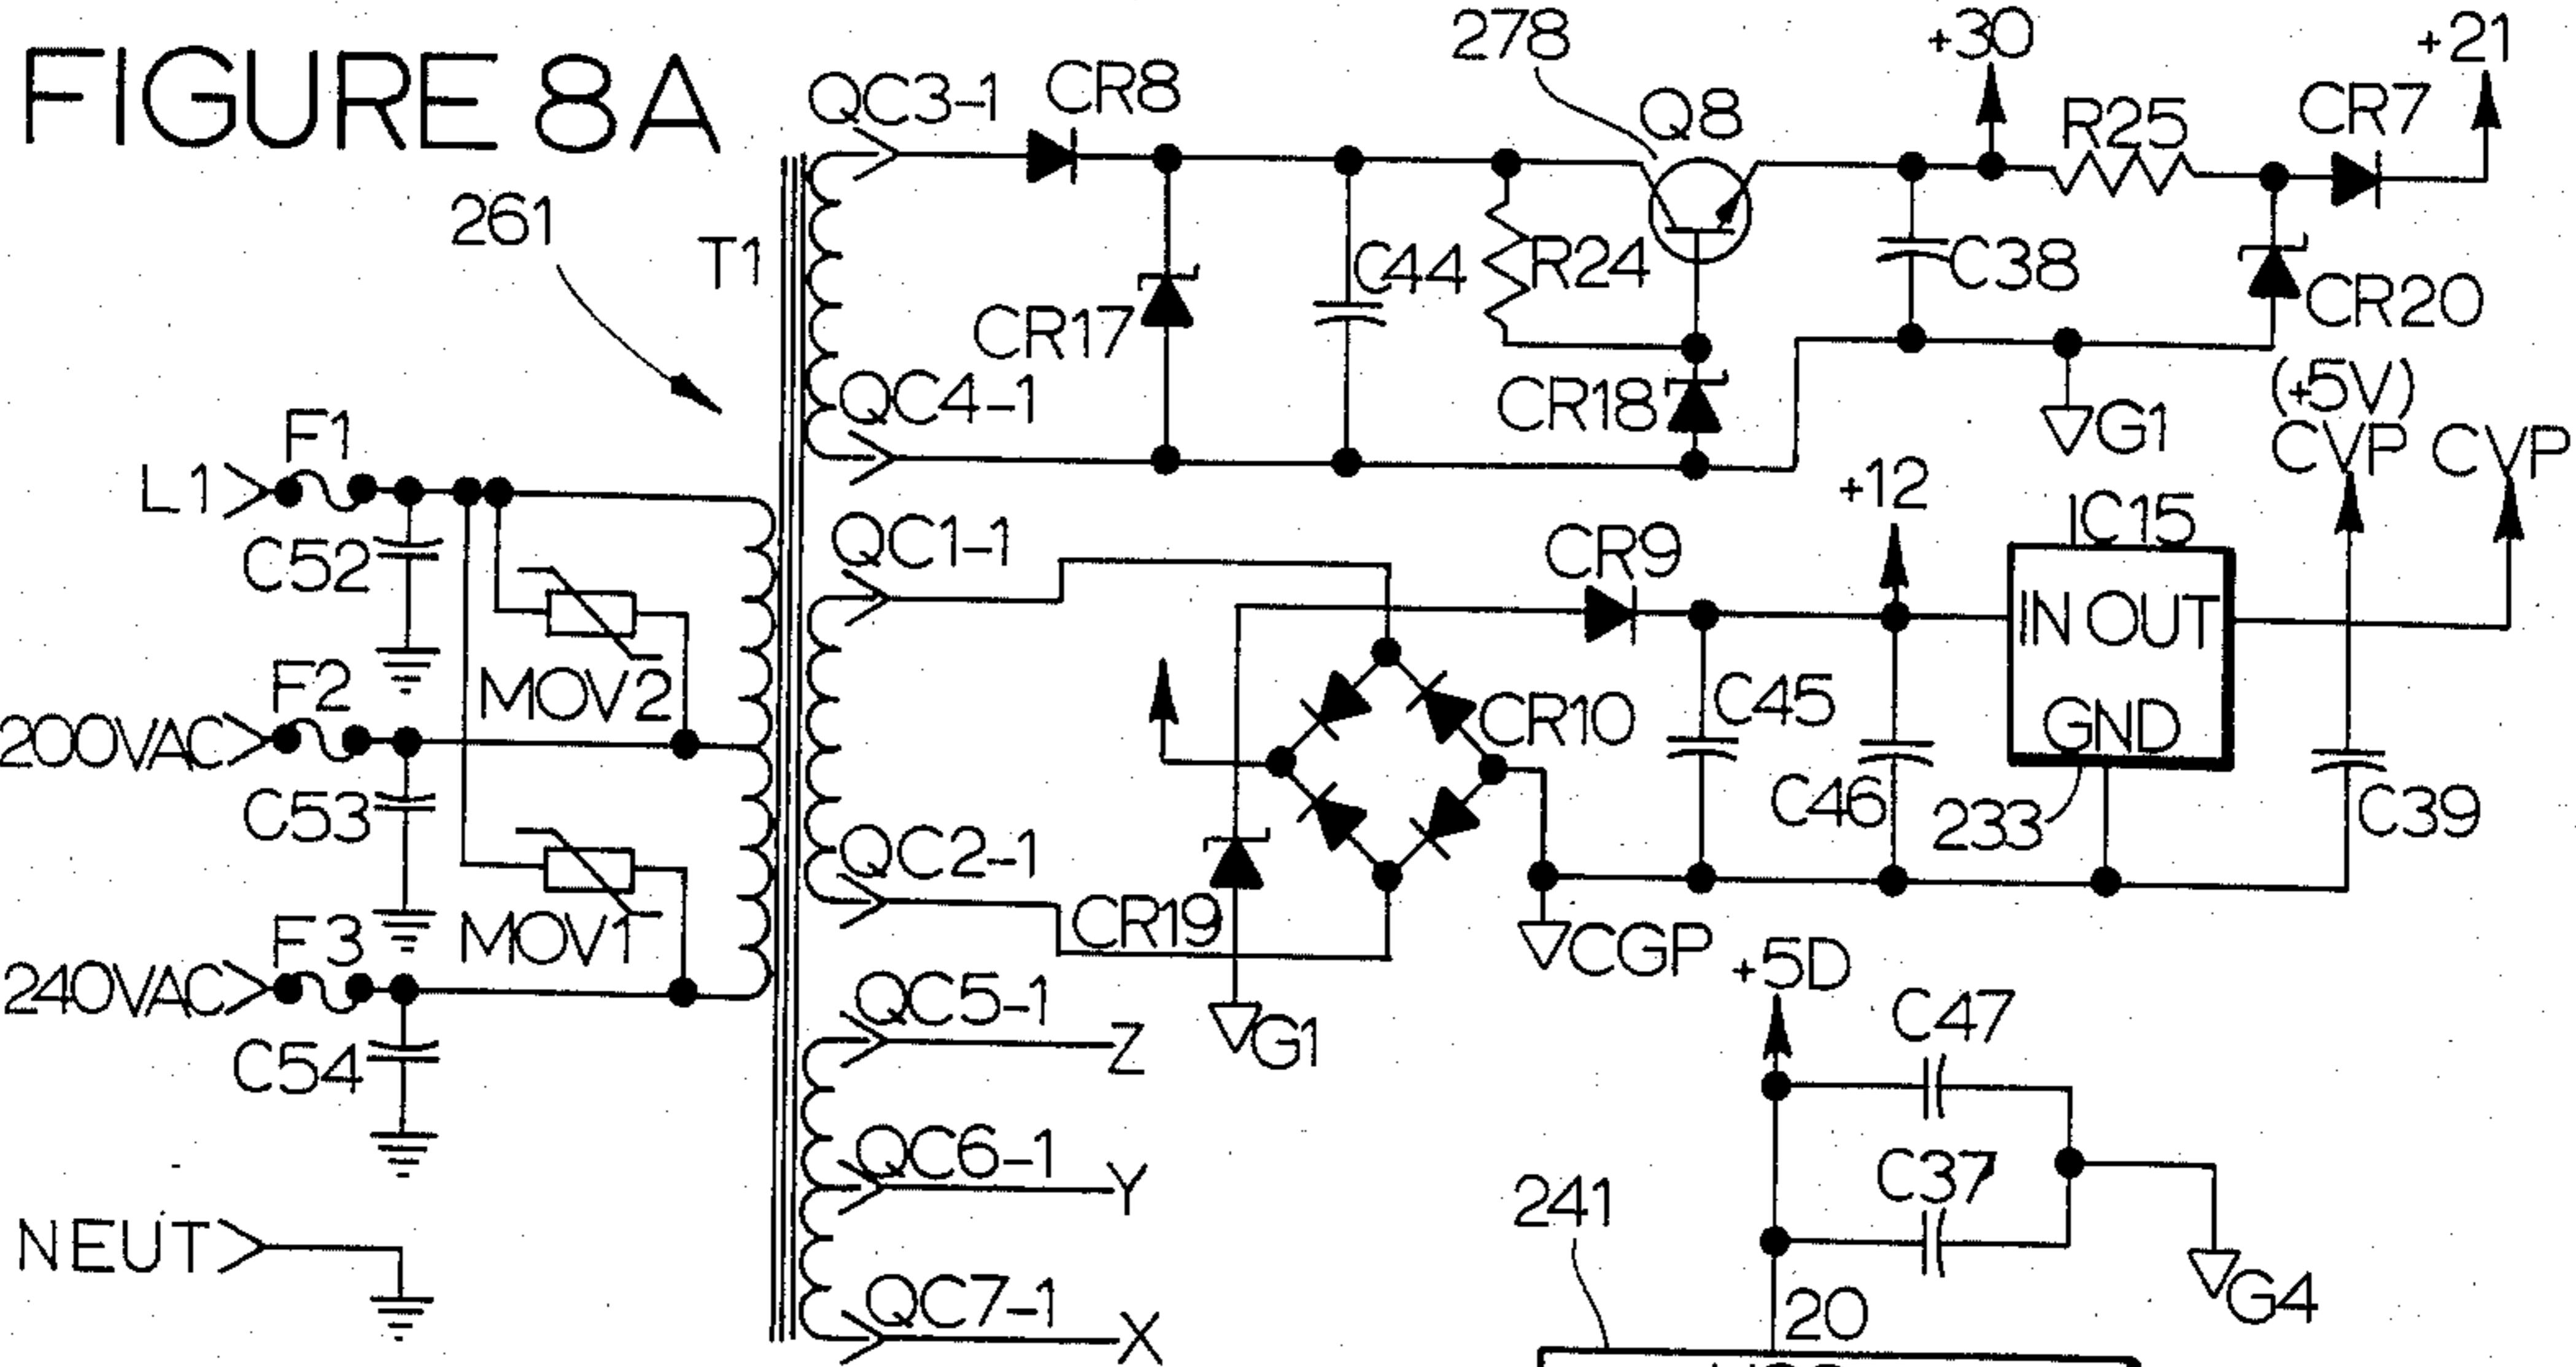 FIGURE 8A
278
+30
+21
QC3-1
CR8
Q8
R25
CR7
261
T1
C44
R24
C38
CR17
CR20
QC4-1
CR18
G1
(+5V)
CVP
CVP
F1
L1
C52
MOV2
QC1-1
CR9
+12
IC15
IN OUT
GND
F2
200VAC
C53
CR10
C45
C46
233
C39
MOV1
QC2-1
CR19
CGP
F3
240VAC
C54
QC5-1
Z
G1
+5D
C47
QC6-1
Y
C37
241
NEUT
QC7-1
X
20
G4